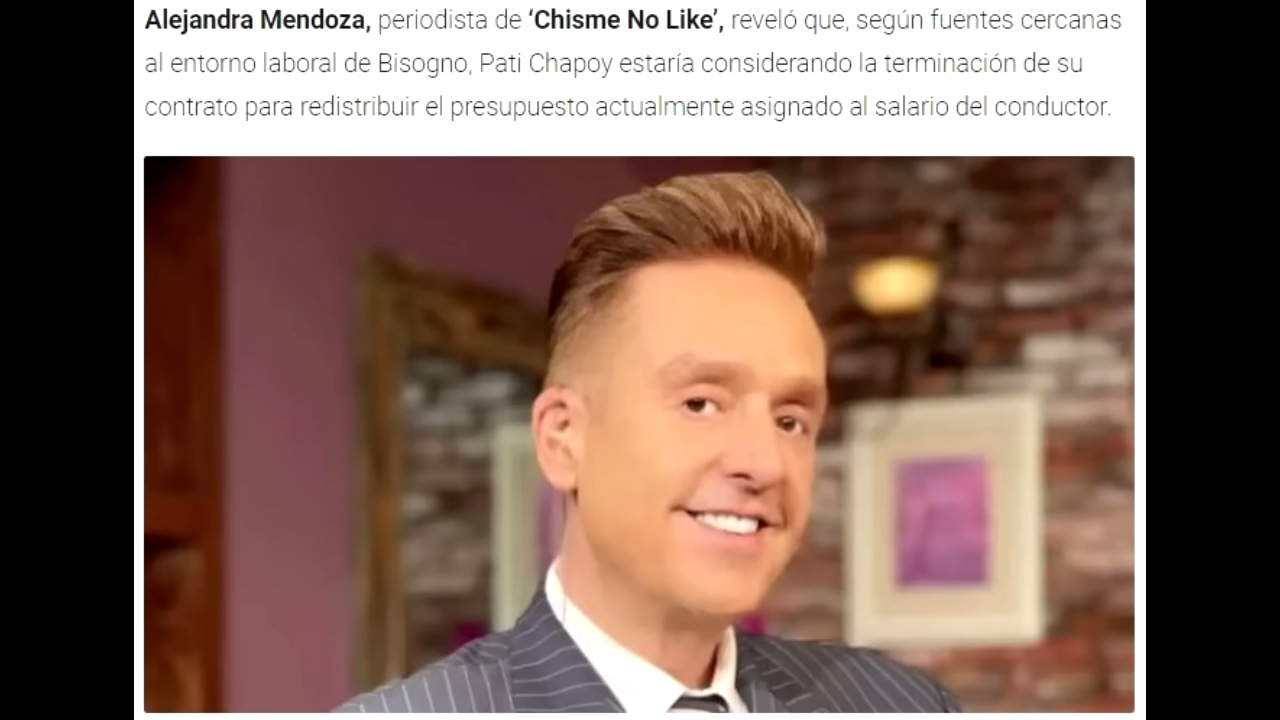 Alejandra Mendoza, periodista de ‘Chisme No Like’, reveló que, según fuentes cercanas
al entorno laboral de Bisogno, Pati Chapoy estaría considerando la terminación de su
contrato para redistribuir el presupuesto actualmente asignado al salario del conductor.